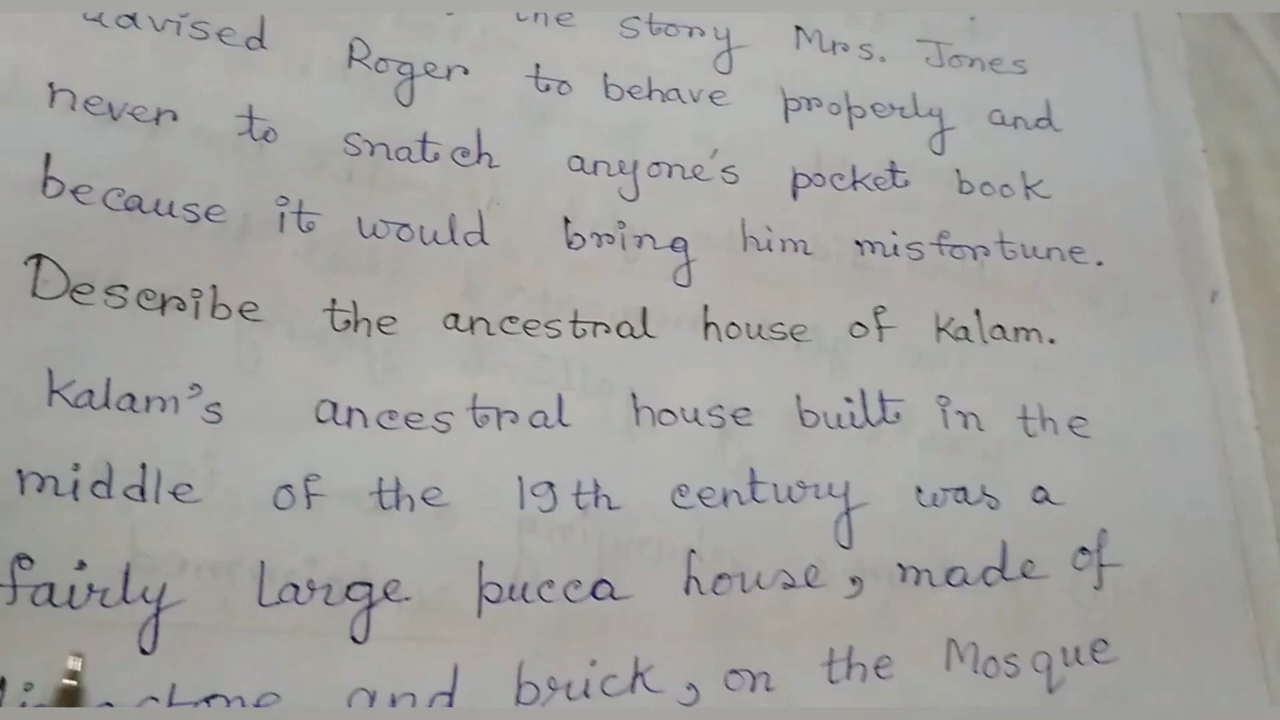 advised the story Mrs. Jones
Roger to behave properly and
never to snatch anyone's pocket book
because it would bring him misfortune.
Describe the ancestral house of Kalam.
Kalam's ancestral house built in the
middle of the 19th century was a
fairly large pucca house, made of
and brick, on the Mosque